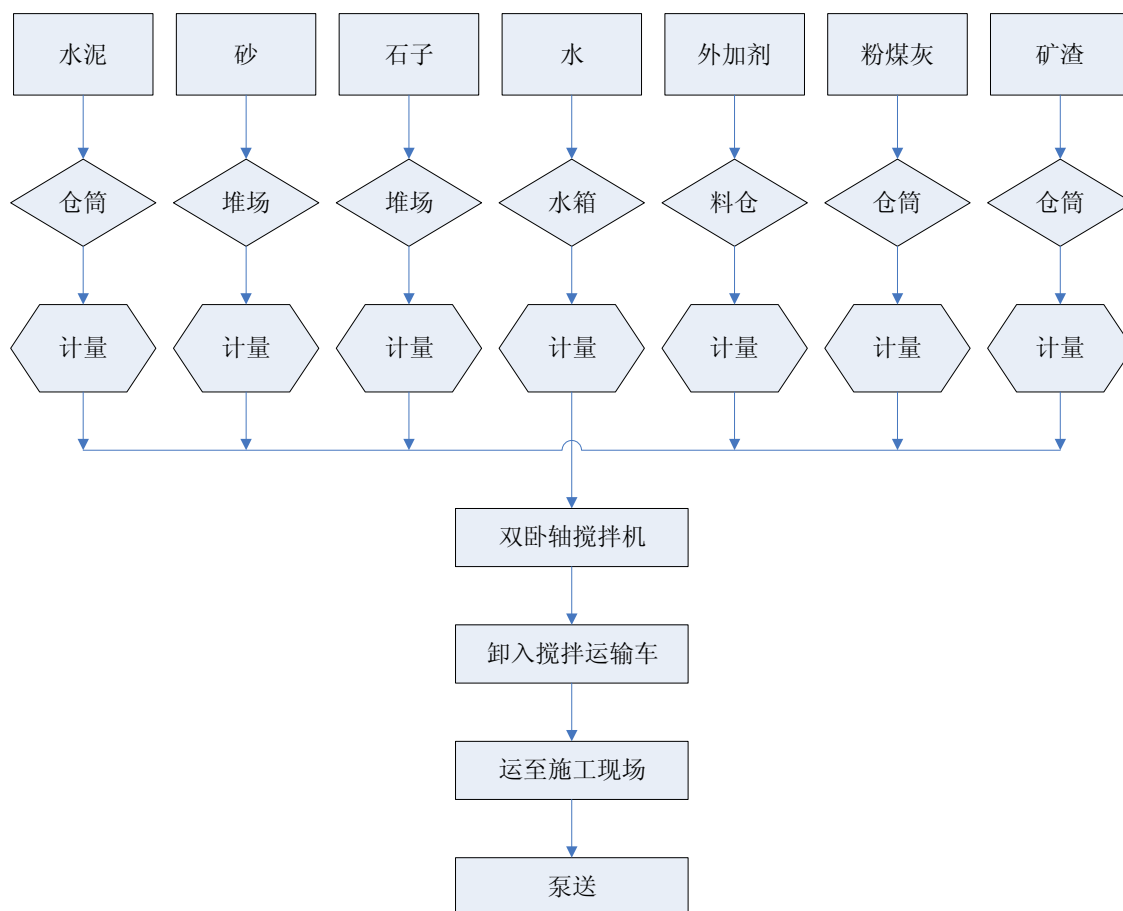 水泥 砂 石子 水 外加剂 粉煤灰 矿渣
仓筒 堆场 堆场 水箱 料仓 仓筒 仓筒
计量 计量 计量 计量 计量 计量 计量
双卧轴搅拌机
卸入搅拌运输车
运至施工现场
泵送